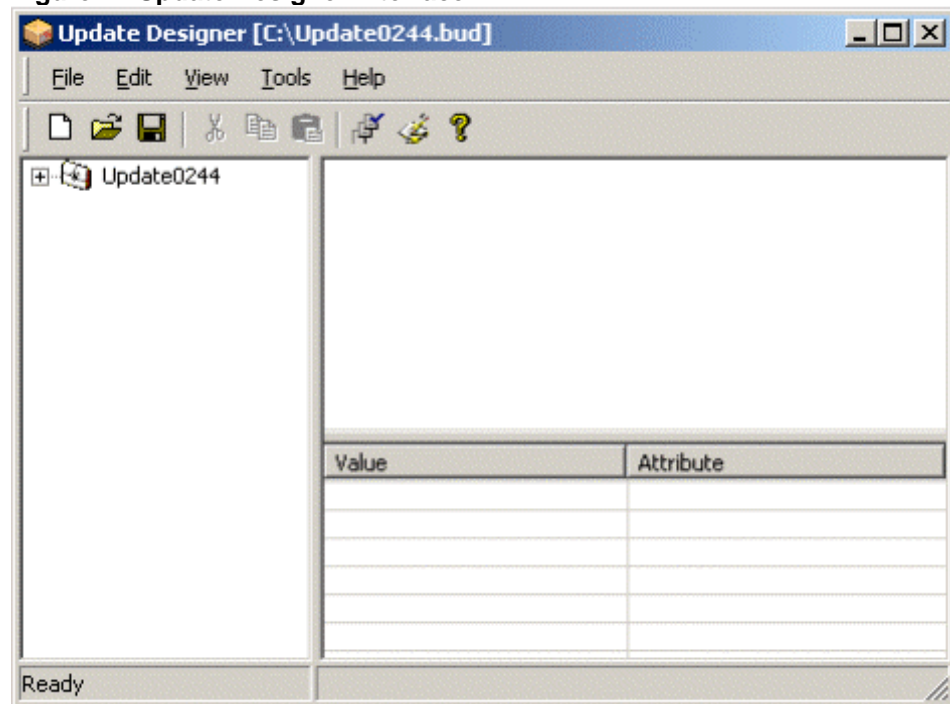 Update Designer [C:\Update0244.bud]
File Edit View Tools Help
Update0244
Value Attribute
Ready